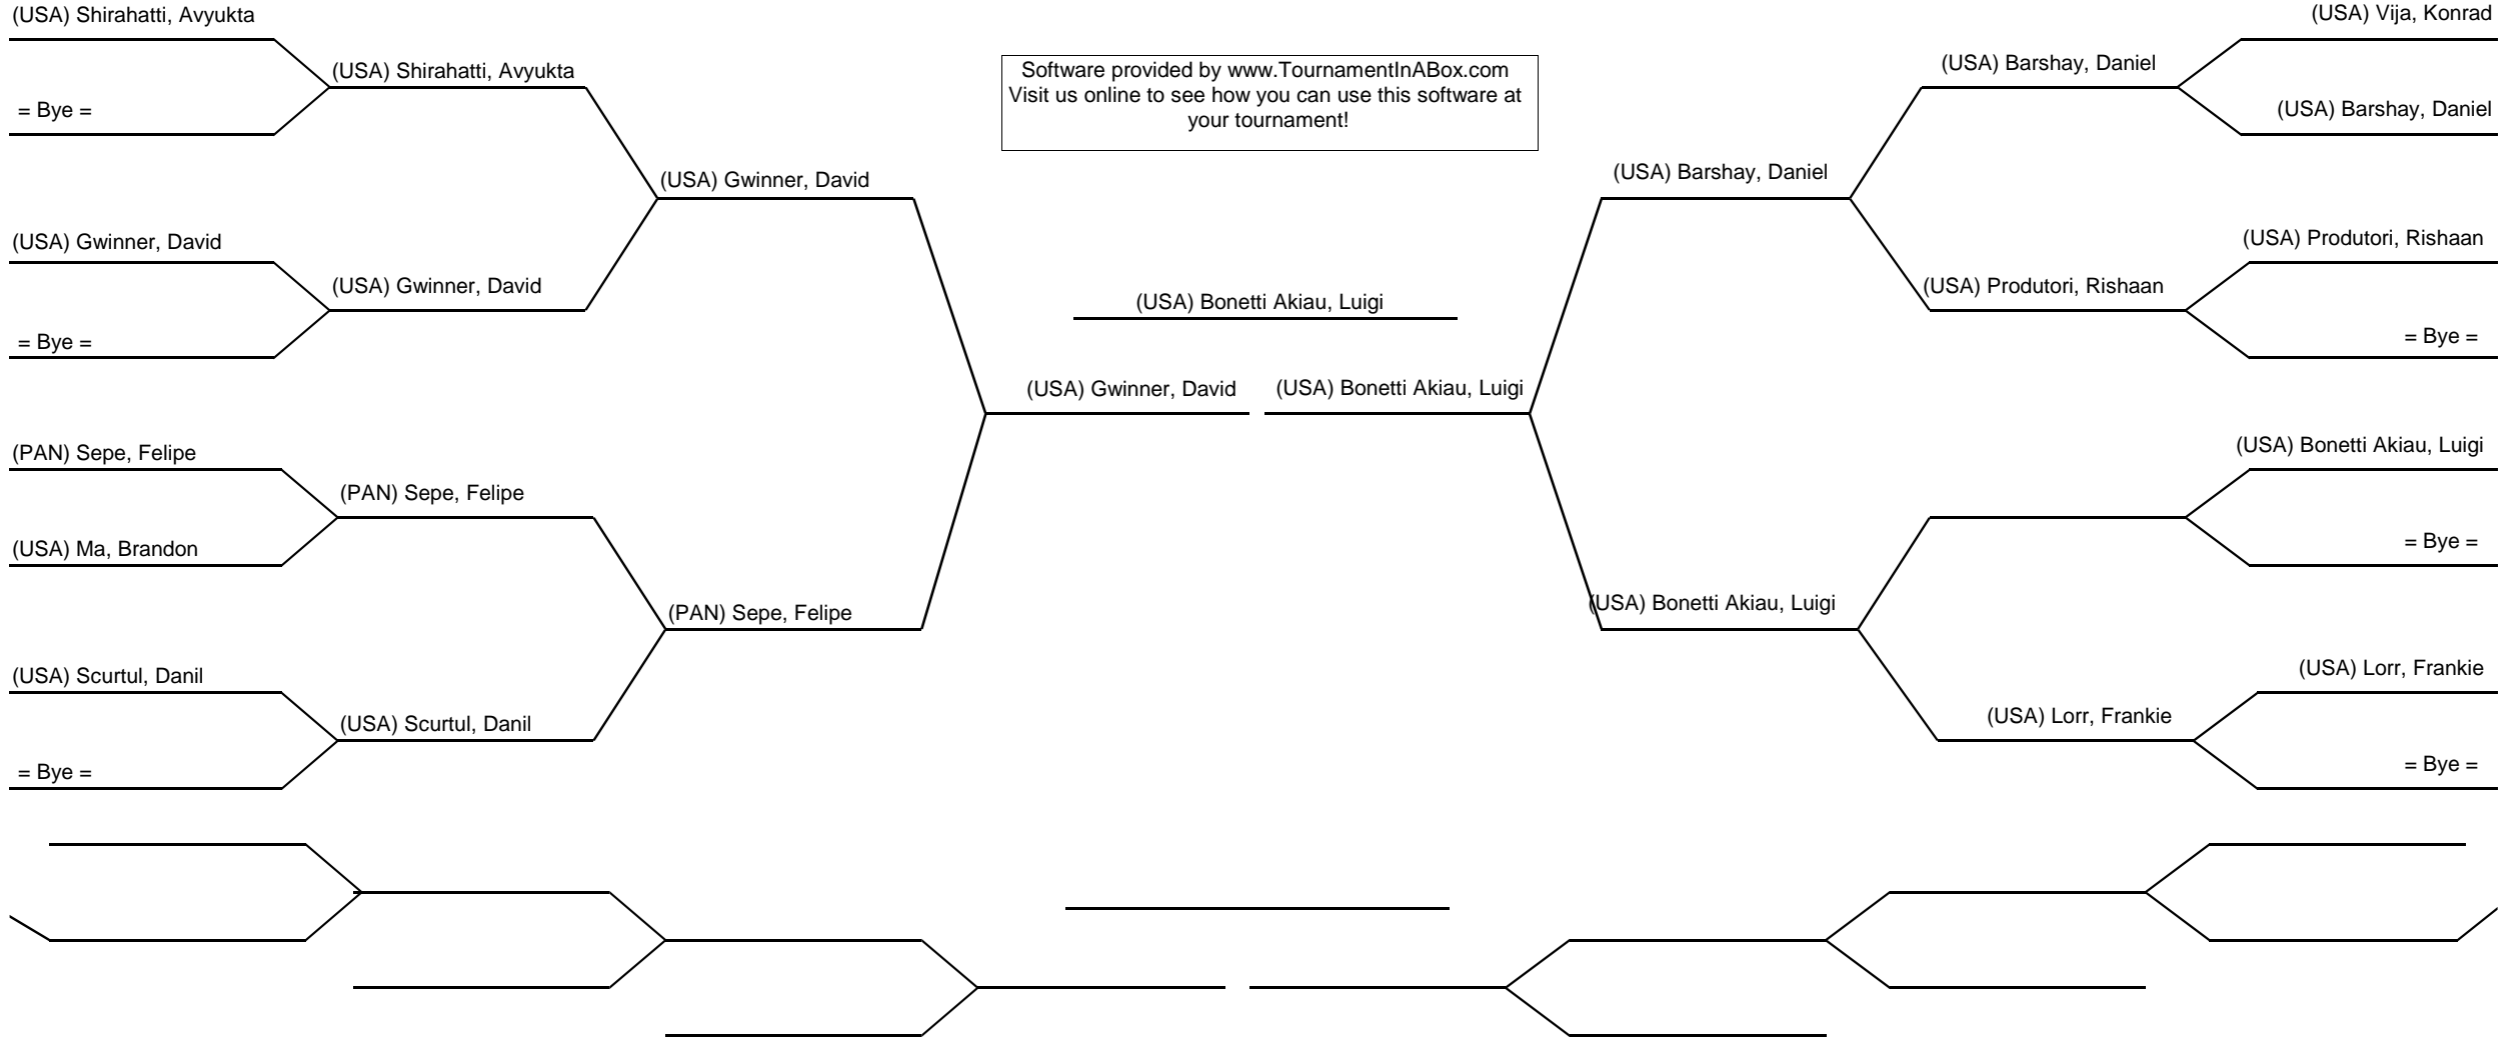 (USA) Shirahatti, Avyukta
= Bye =
(USA) Gwinner, David
= Bye =
(PAN) Sepe, Felipe
(USA) Ma, Brandon
(USA) Scurtul, Danil
= Bye =
(USA) Shirahatti, Avyukta
(USA) Gwinner, David
(PAN) Sepe, Felipe
(USA) Scurtul, Danil
(USA) Gwinner, David
(PAN) Sepe, Felipe
Software provided by www.TournamentInABox.com
Visit us online to see how you can use this software at
your tournament!
(USA) Bonetti Akiau, Luigi
(USA) Gwinner, David
(USA) Bonetti Akiau, Luigi
(USA) Barshay, Daniel
(USA) Bonetti Akiau, Luigi
(USA) Barshay, Daniel
(USA) Produtori, Rishaan
(USA) Lorr, Frankie
(USA) Vija, Konrad
(USA) Barshay, Daniel
(USA) Produtori, Rishaan
= Bye =
(USA) Bonetti Akiau, Luigi
= Bye =
(USA) Lorr, Frankie
= Bye =